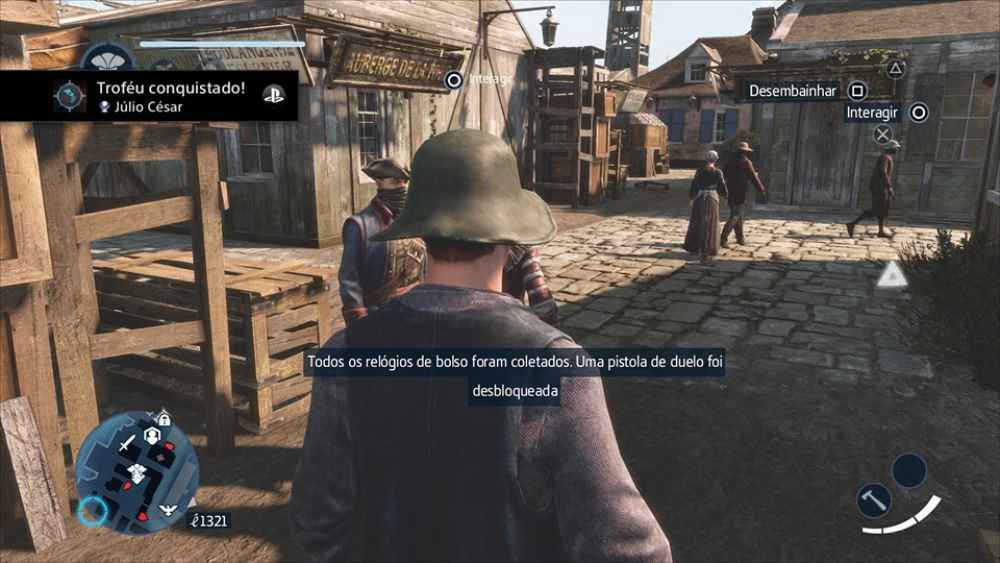 AUBERGE DE LA
Interagir
Troféu conquistado!
Júlio César
Desembainhar
Interagir
Todos os relógios de bolso foram coletados. Uma pistola de duelo foi
desbloqueada
1321